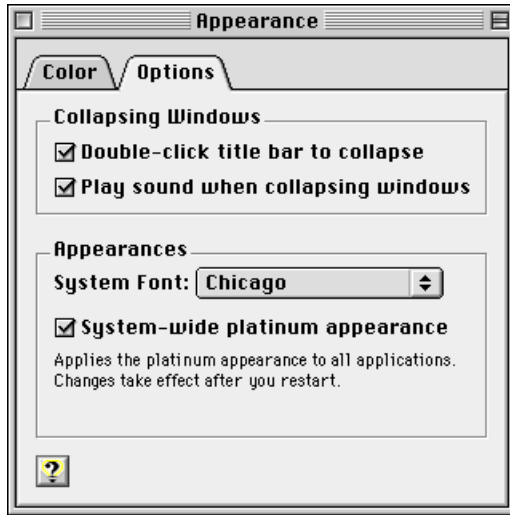 Appearance
Color Options
Collapsing Windows
Double-click title bar to collapse
Play sound when collapsing windows
Appearances
System Font: Chicago
System-wide platinum appearance
Applies the platinum appearance to all applications.
Changes take effect after you restart.
?